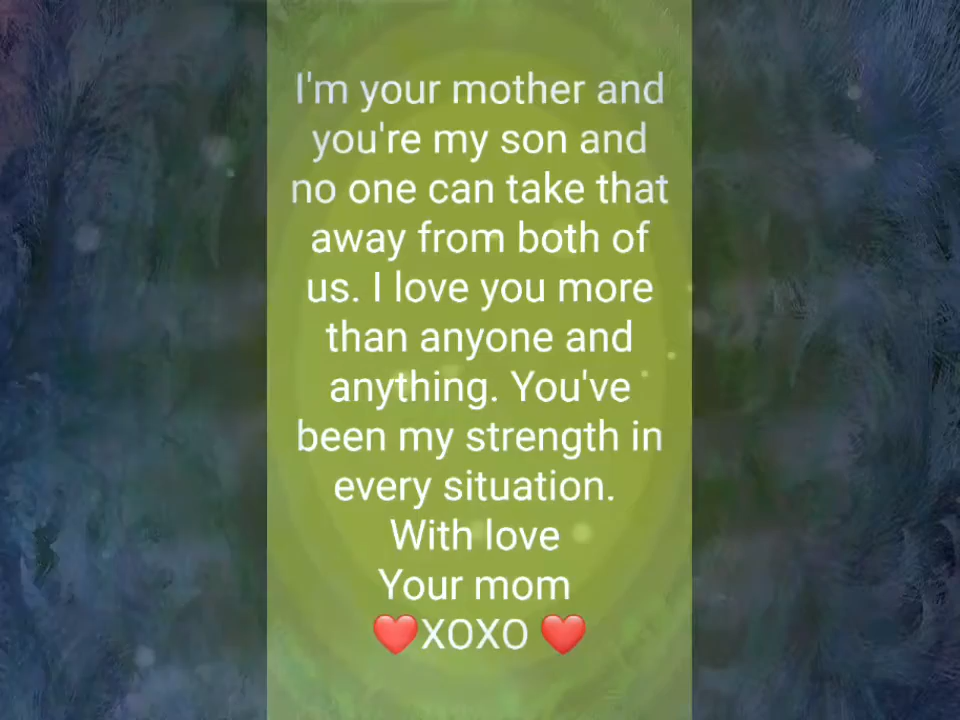 I'm your mother and
you're my son and
no one can take that
away from both of
us. I love you more
than anyone and
anything. You've
been my strength in
every situation.
With love
Your mom
❤️XOXO ❤️